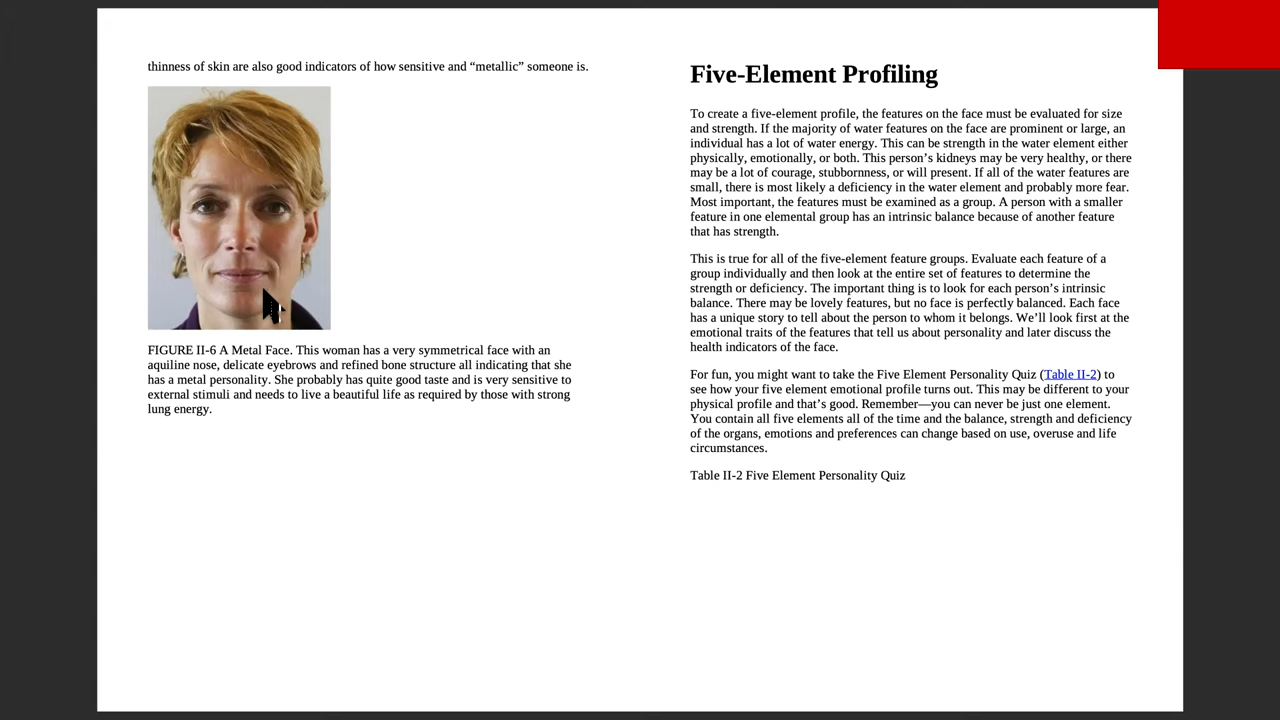 thinness of skin are also good indicators of how sensitive and “metallic” someone is.
FIGURE II-6 A Metal Face. This woman has a very symmetrical face with an
aquiline nose, delicate eyebrows and refined bone structure all indicating that she
has a metal personality. She probably has quite good taste and is very sensitive to
external stimuli and needs to live a beautiful life as required by those with strong
lung energy.
Five-Element Profiling
To create a five-element profile, the features on the face must be evaluated for size
and strength. If the majority of water features on the face are prominent or large, an
individual has a lot of water energy. This can be strength in the water element either
physically, emotionally, or both. This person’s kidneys may be very healthy, or there
may be a lot of courage, stubbornness, or will present. If all of the water features are
small, there is most likely a deficiency in the water element and probably more fear.
Most important, the features must be examined as a group. A person with a smaller
feature in one elemental group has an intrinsic balance because of another feature
that has strength.
This is true for all of the five-element feature groups. Evaluate each feature of a
group individually and then look at the entire set of features to determine the
strength or deficiency. The important thing is to look for each person’s intrinsic
balance. There may be lovely features, but no face is perfectly balanced. Each face
has a unique story to tell about the person to whom it belongs. We’ll look first at the
emotional traits of the features that tell us about personality and later discuss the
health indicators of the face.
For fun, you might want to take the Five Element Personality Quiz (Table II-2) to
see how your five element emotional profile turns out. This may be different to your
physical profile and that’s good. Remember—you can never be just one element.
You contain all five elements all of the time and the balance, strength and deficiency
of the organs, emotions and preferences can change based on use, overuse and life
circumstances.
Table II-2 Five Element Personality Quiz